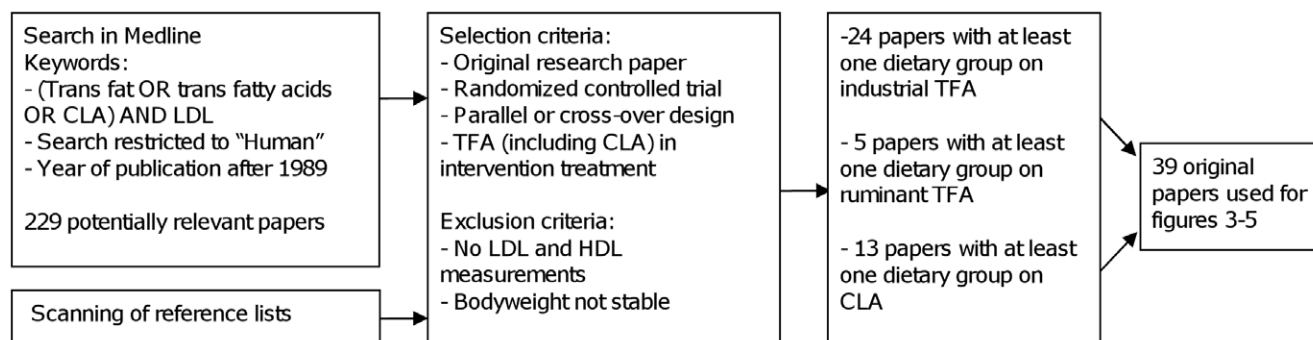 Search in Medline
Keywords:
- (Trans fat OR trans fatty acids
OR CLA) AND LDL
- Search restricted to “Human”
- Year of publication after 1989
229 potentially relevant papers
Scanning of reference lists
Selection criteria:
- Original research paper
- Randomized controlled trial
- Parallel or cross-over design
- TFA (including CLA) in
intervention treatment
Exclusion criteria:
- No LDL and HDL
measurements
- Bodyweight not stable
-24 papers with at least
one dietary group on
industrial TFA
- 5 papers with at least
one dietary group on
ruminant TFA
- 13 papers with at least
one dietary group on
CLA
39 original
papers used for
figures 3-5